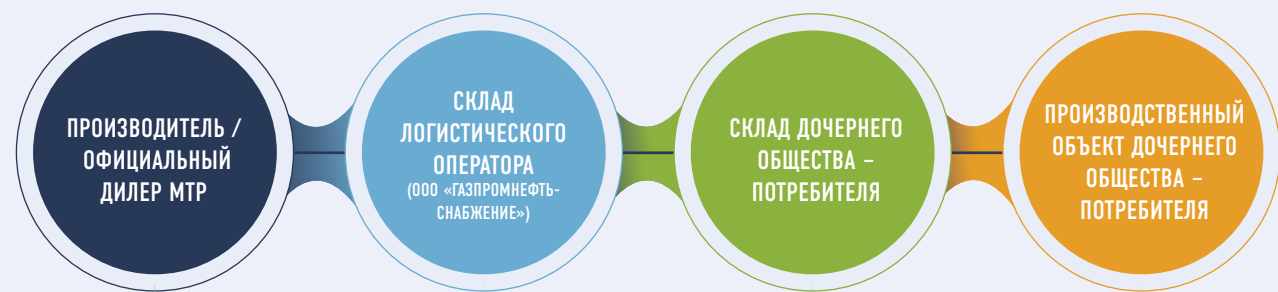 ПРОИЗВОДИТЕЛЬ /
ОФИЦИАЛЬНЫЙ
ДИЛЕР МТР
СКЛАД
ЛОГИСТИЧЕСКОГО
ОПЕРАТОРА
(ООО «ГАЗПРОМНЕФТЬ-
СНАБЖЕНИЕ»)
СКЛАД ДОЧЕРНЕГО
ОБЩЕСТВА –
ПОТРЕБИТЕЛЯ
ПРОИЗВОДСТВЕННЫЙ
ОБЪЕКТ ДОЧЕРНЕГО
ОБЩЕСТВА –
ПОТРЕБИТЕЛЯ